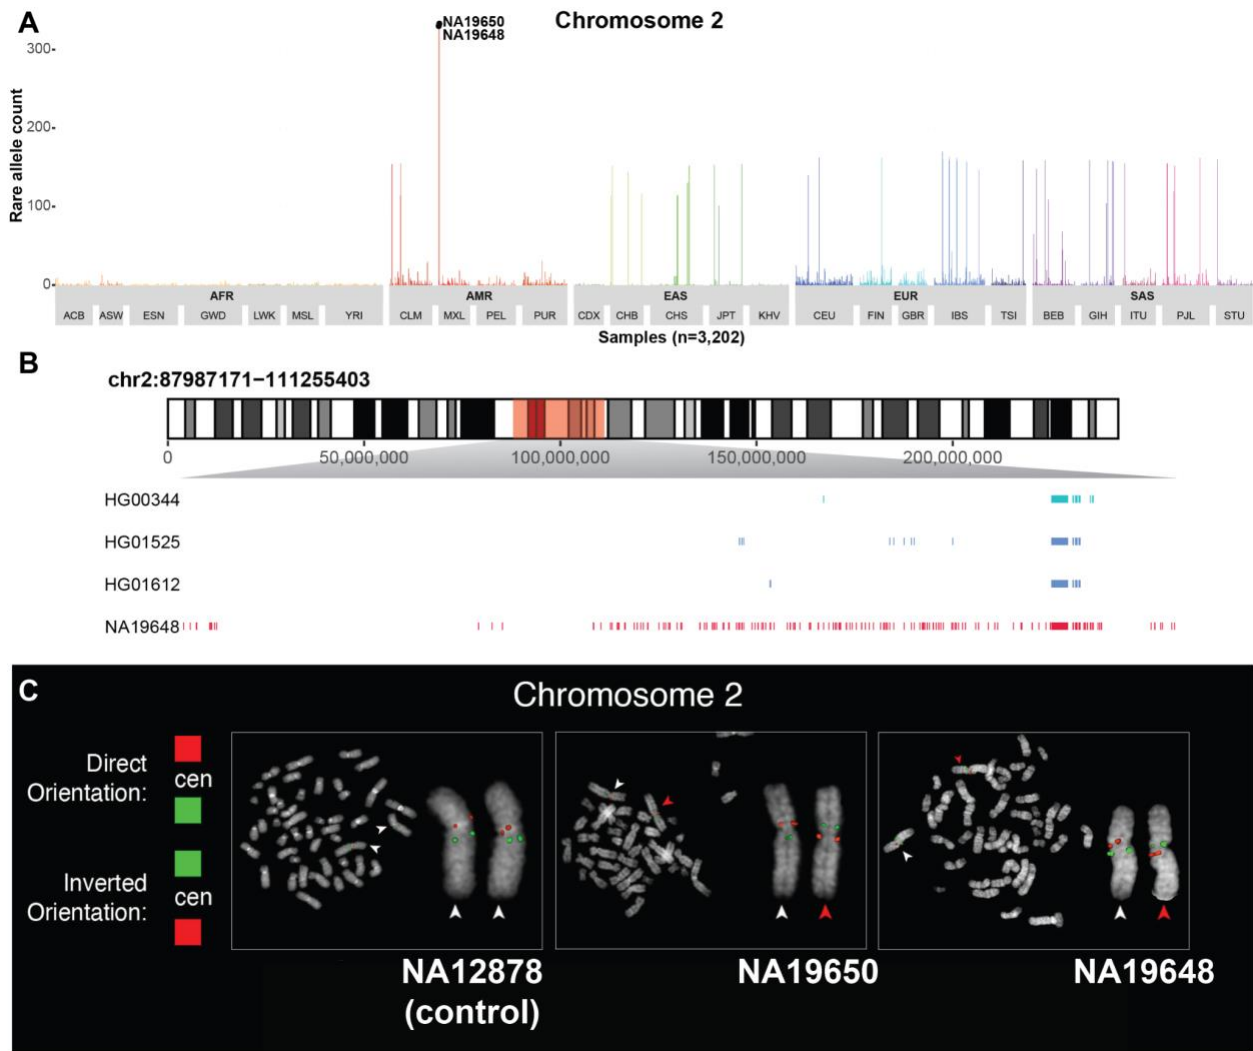 A
Chromosome 2
NA19650
NA19648
Rare allele count
300-
200-
100-
0-
AFR AMR EAS EUR SAS
ACB ASW ESN GWD LWK MSL YRI CLM MXL PEL PUR CDX CHB CHS JPT KHV CEU FIN GBR IBS TSI BEB GIH ITU PJL STU
Samples (n=3,202)
B
chr2:87987171−111255403
0 50,000,000 100,000,000 150,000,000 200,000,000
HG00344
HG01525
HG01612
NA19648
C
Chromosome 2
Direct
Orientation:
cen
Inverted
Orientation:
cen
NA12878
(control)
NA19650
NA19648